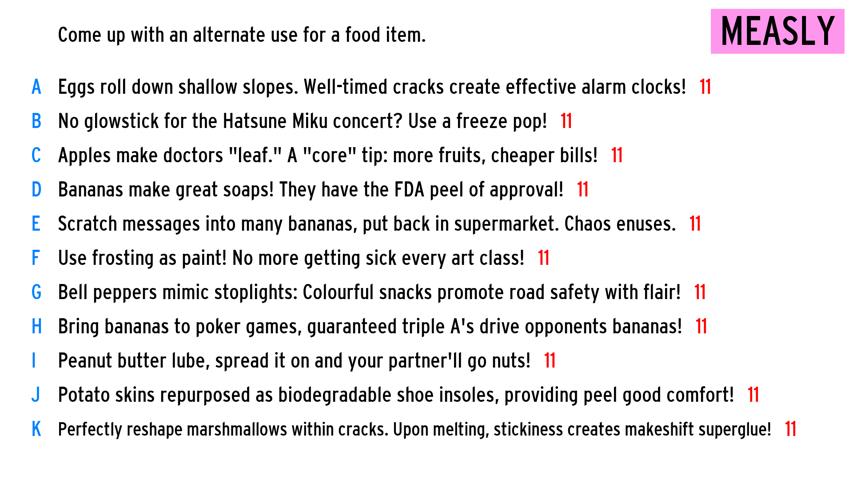 Come up with an alternate use for a food item.
MEASLY
A Eggs roll down shallow slopes. Well-timed cracks create effective alarm clocks! 11
B No glowstick for the Hatsune Miku concert? Use a freeze pop! 11
C Apples make doctors "leaf." A "core" tip: more fruits, cheaper bills! 11
D Bananas make great soaps! They have the FDA peel of approval! 11
E Scratch messages into many bananas, put back in supermarket. Chaos enuses. 11
F Use frosting as paint! No more getting sick every art class! 11
G Bell peppers mimic stoplights: Colourful snacks promote road safety with flair! 11
H Bring bananas to poker games, guaranteed triple A's drive opponents bananas! 11
I Peanut butter lube, spread it on and your partner'll go nuts! 11
J Potato skins repurposed as biodegradable shoe insoles, providing peel good comfort! 11
K Perfectly reshape marshmallows within cracks. Upon melting, stickiness creates makeshift superglue! 11